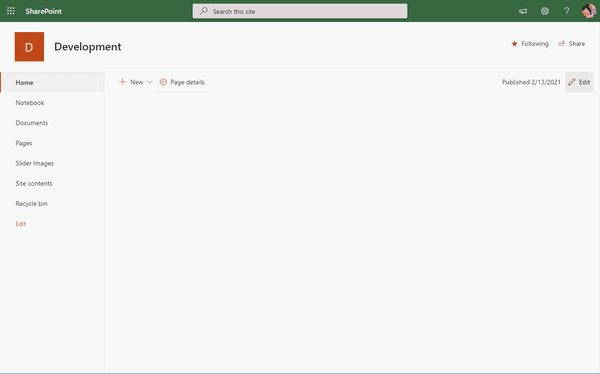 SharePoint
Search this site
?
D
Development
Following
Share
Home
New
Page details
Published 2/13/2021
Edit
Notebook
Documents
Pages
Slider Images
Site contents
Recycle bin
Edit